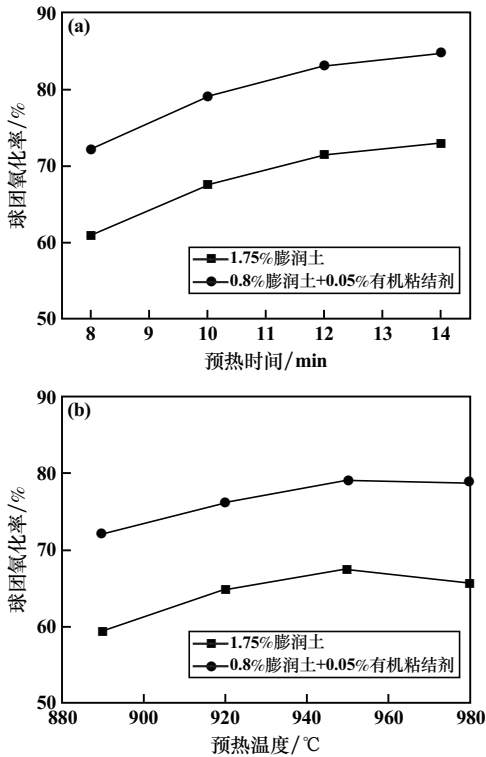 (a)
球团氧化率/%
90
80
70
60
50
1.75%膨润土
0.8%膨润土+0.05%有机粘结剂
8 9 10 11 12 13 14
预热时间/min
(b)
球团氧化率/%
90
80
70
60
50
1.75%膨润土
0.8%膨润土+0.05%有机粘结剂
880 900 920 940 960 980
预热温度/℃